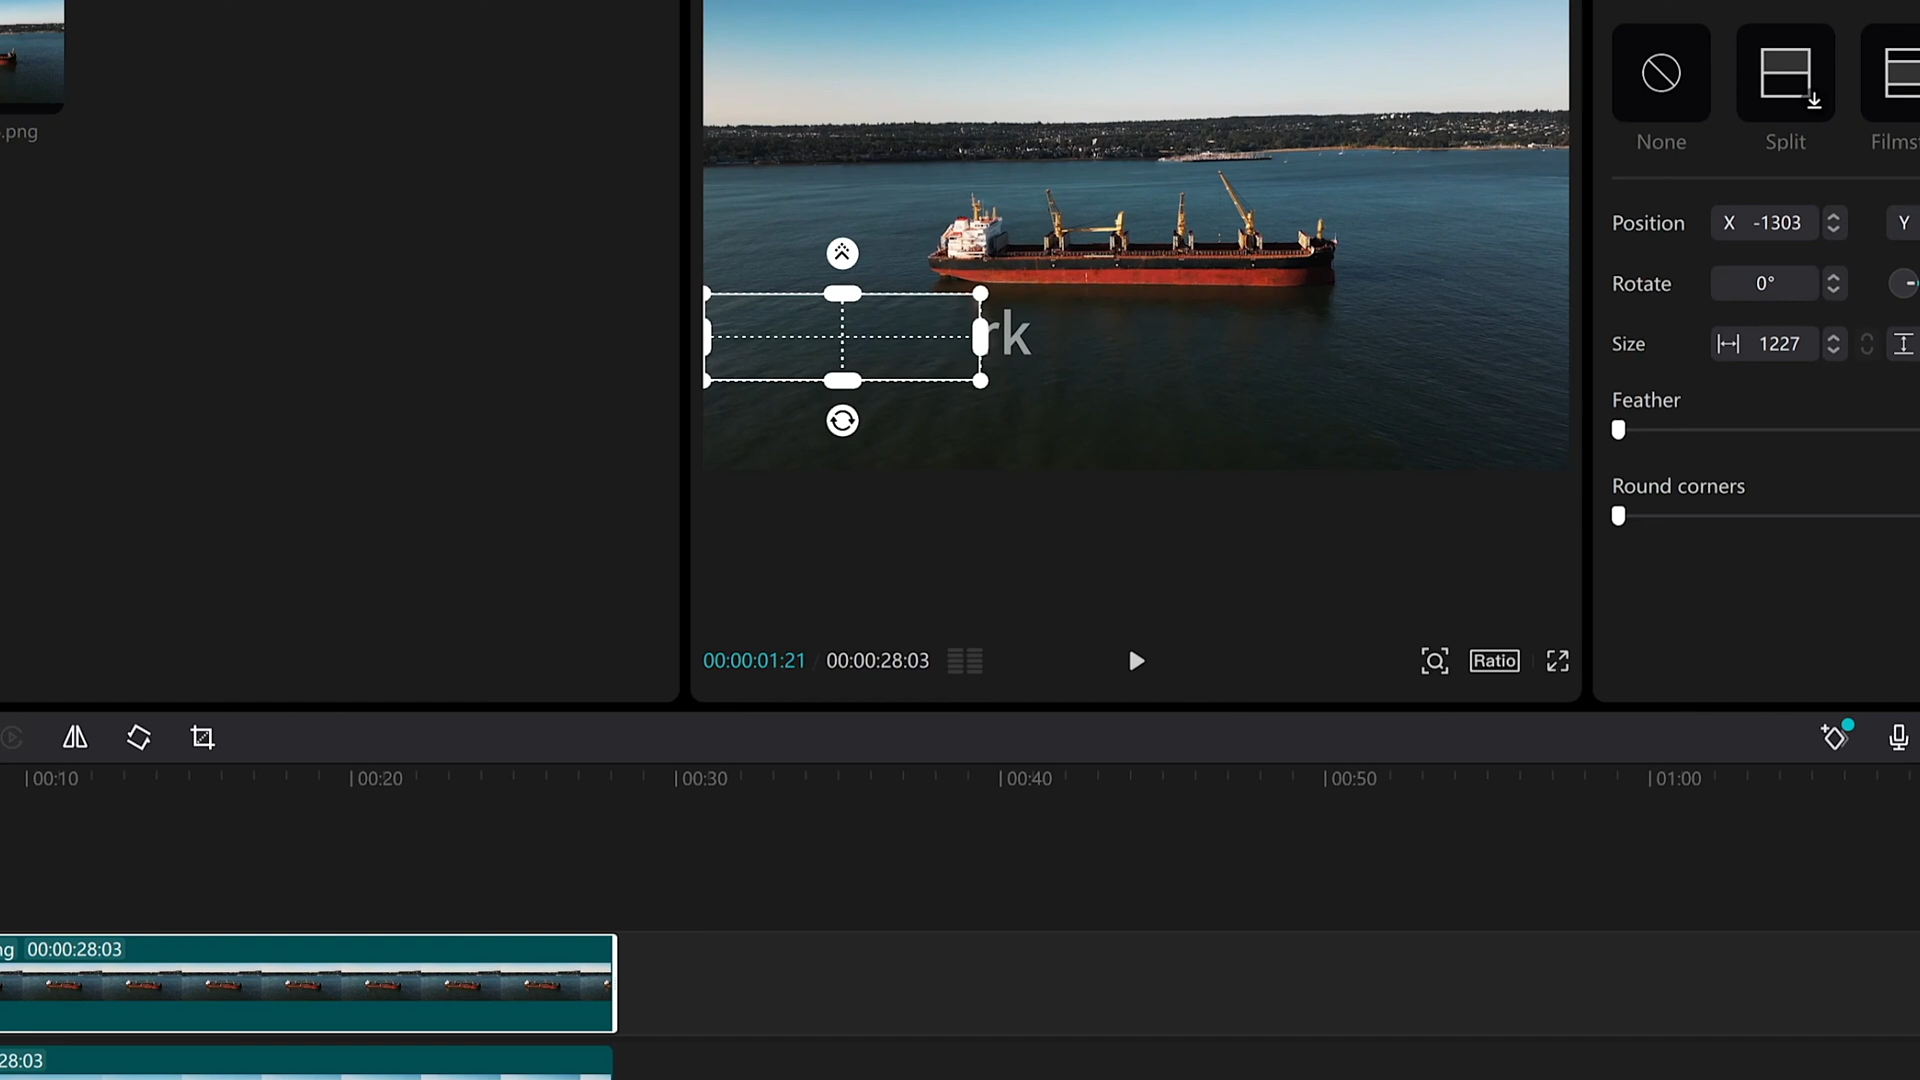 .png
None
Split
Films
Position X -1303 Y
Rotate 0°
Size 1227
Feather
Round corners
rk
00:00:01:21 / 00:00:28:03
Ratio
00:10 00:20 00:30 00:40 00:50 01:00
ng 00:00:28:03
28:03